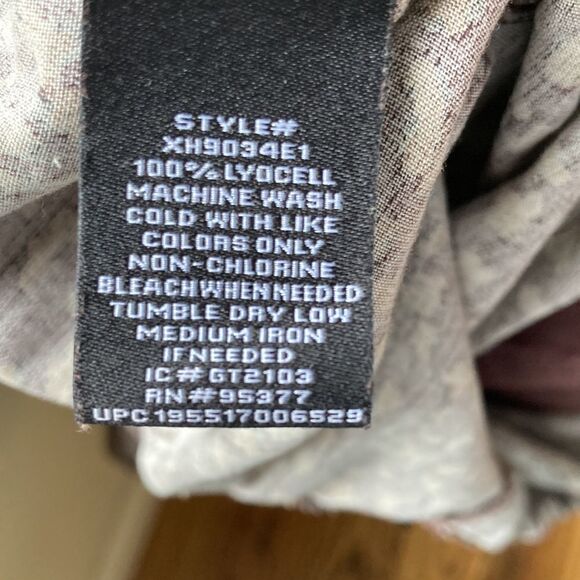 STYLE#
XH9034E1
100% LYOCELL
MACHINE WASH
COLD WITH LIKE
COLORS ONLY
NON-CHLORINE
BLEACH WHEN NEEDED
TUMBLE DRY LOW
MEDIUM IRON
IF NEEDED
IC # GT2103
RN # 95377
UPC 195517006529